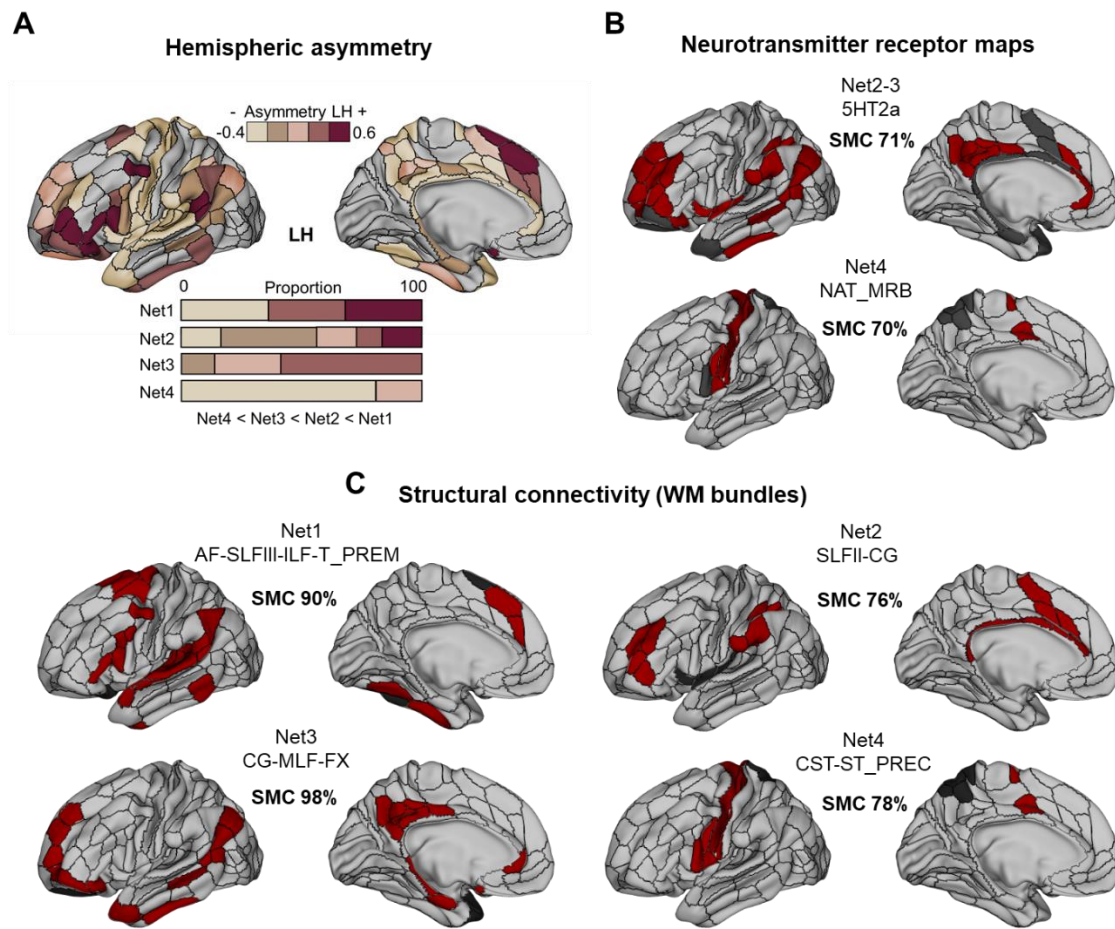 A
Hemispheric asymmetry
- Asymmetry LH +
-0.4 0.6
LH
0 Proportion 100
Net1
Net2
Net3
Net4
Net4 < Net3 < Net2 < Net1
B
Neurotransmitter receptor maps
Net2-3
5HT2a
SMC 71%
Net4
NAT_MRB
SMC 70%
C
Structural connectivity (WM bundles)
Net1
AF-SLFIII-ILF-T_PREM
SMC 90%
Net2
SLFII-CG
SMC 76%
Net3
CG-MLF-FX
SMC 98%
Net4
CST-ST_PREC
SMC 78%